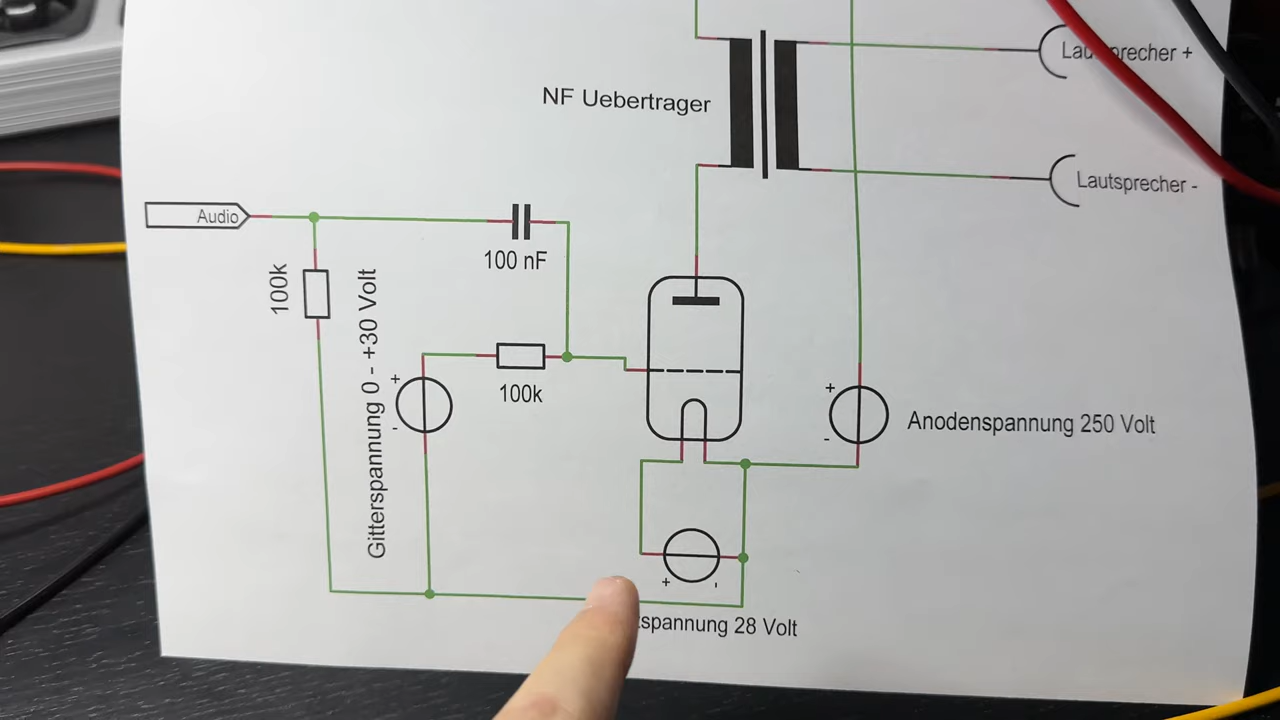 Lautsprecher +
NF Uebertrager
Lautsprecher -
Audio
100 nF
100k
Gitterspannung 0 - +30 Volt
+
-
100k
+
-
Anodenspannung 250 Volt
+
-
spannung 28 Volt